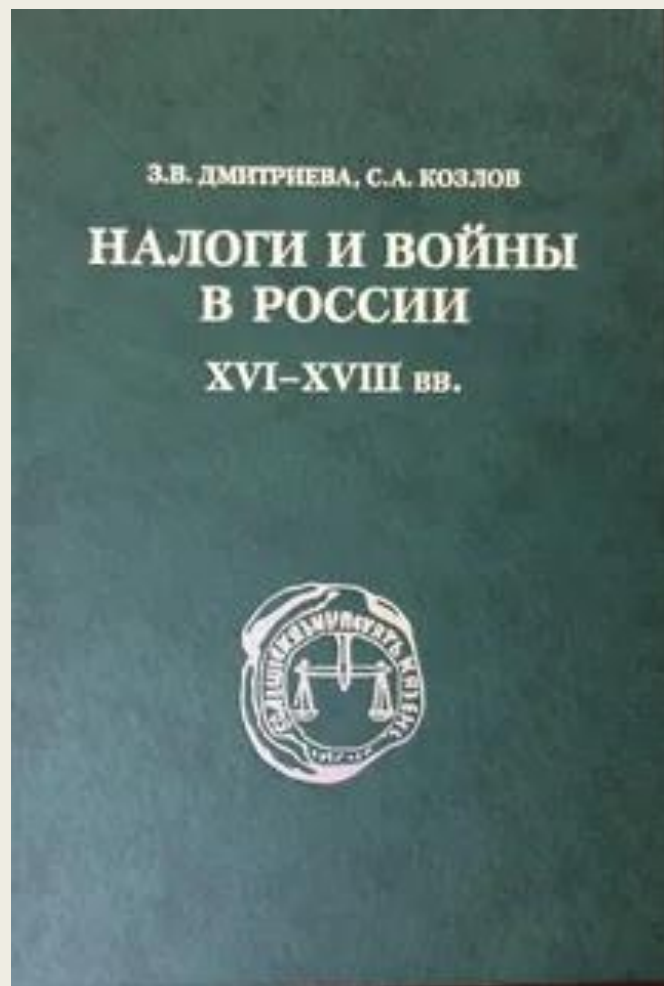 З.В. ДМИТРИЕВА, С.А. КОЗЛОВ
НАЛОГИ И ВОЙНЫ
В РОССИИ
XVI–XVIII вв.